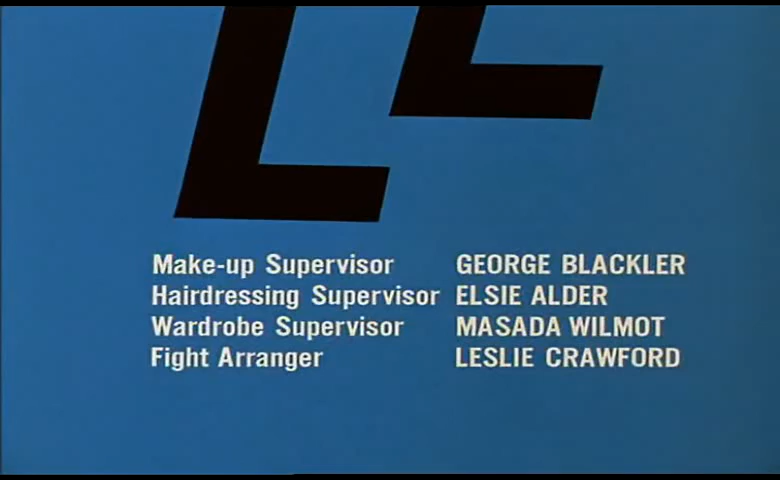 Make-up Supervisor GEORGE BLACKLER
Hairdressing Supervisor ELSIE ALDER
Wardrobe Supervisor MASADA WILMOT
Fight Arranger LESLIE CRAWFORD